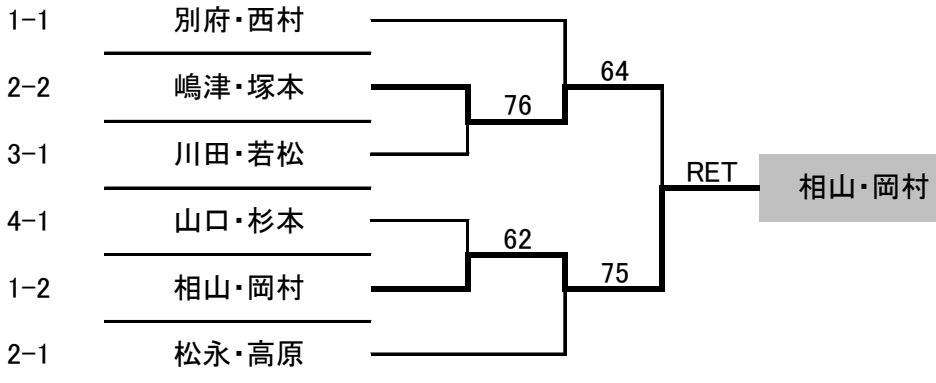 1-1 別府・西村
64
2-2 嶋津・塚本
76
3-1 川田・若松
RET 相山・岡村
4-1 山口・杉本
62
75
1-2 相山・岡村
2-1 松永・高原